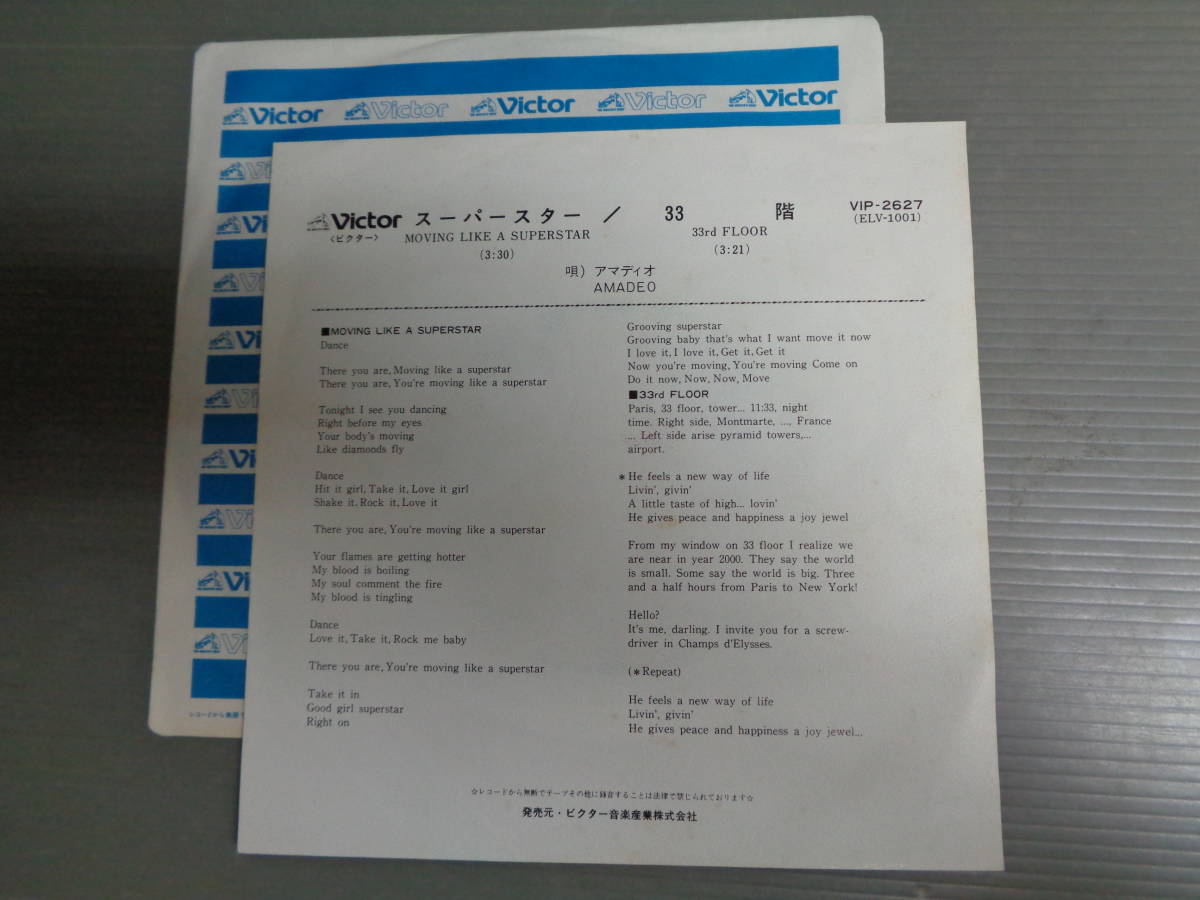 Victor Victor Victor Victor Victor
Victor スーパースター / 33 階 VIP-2627
〈ビクター〉 MOVING LIKE A SUPERSTAR 33rd FLOOR (ELV-1001)
(3:30) (3:21)
唄) アマディオ
AMADEO
■MOVING LIKE A SUPERSTAR
Dance
There you are, Moving like a superstar
There you are, You're moving like a superstar
Tonight I see you dancing
Right before my eyes
Your body's moving
Like diamonds fly
Dance
Hit it girl, Take it, Love it girl
Shake it, Rock it, Love it
There you are, You're moving like a superstar
Your flames are getting hotter
My blood is boiling
My soul comment the fire
My blood is tingling
Dance
Love it, Take it, Rock me baby
There you are, You're moving like a superstar
Take it in
Good girl superstar
Right on
Grooving superstar
Grooving baby that's what I want move it now
I love it, I love it, Get it, Get it
Now you're moving, You're moving Come on
Do it now, Now, Now, Move
■33rd FLOOR
Paris, 33 floor, tower... 11:33, night
time. Right side, Montmarte, ..., France
... Left side arise pyramid towers,...
airport.
* He feels a new way of life
Livin', givin'
A little taste of high... lovin'
He gives peace and happiness a joy jewel
From my window on 33 floor I realize we
are near in year 2000. They say the world
is small. Some say the world is big. Three
and a half hours from Paris to New York!
Hello?
It's me, darling. I invite you for a screw-
driver in Champs d'Elysses.
(* Repeat)
He feels a new way of life
Livin', givin'
He gives peace and happiness a joy jewel...
☆レコードから無断でテープその他に録音することは法律で禁じられております☆
発売元・ビクター音楽産業株式会社
レコードから無断で